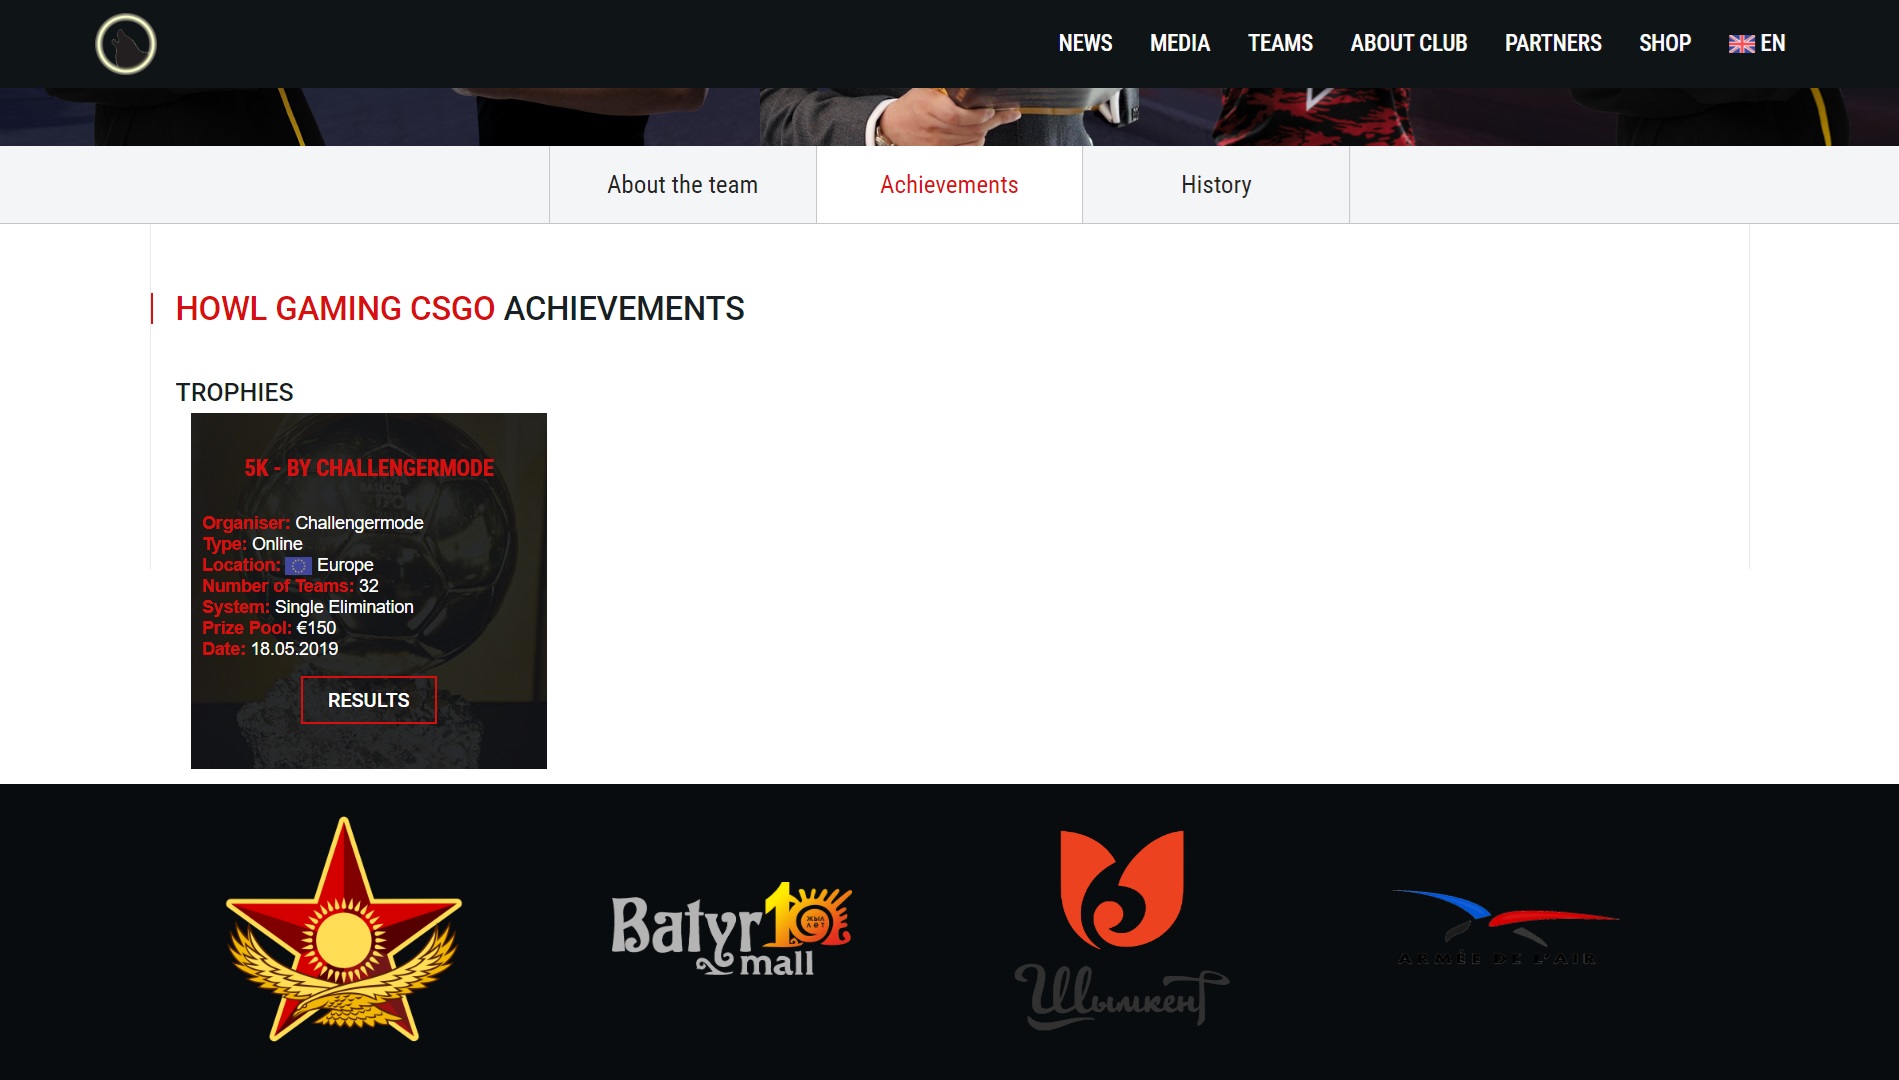 NEWS MEDIA TEAMS ABOUT CLUB PARTNERS SHOP EN
About the team Achievements History
HOWL GAMING CSGO ACHIEVEMENTS
TROPHIES
5K - BY CHALLENGERMODE
Organiser: Challengermode
Type: Online
Location: Europe
Number of Teams: 32
System: Single Elimination
Prize Pool: €150
Date: 18.05.2019
RESULTS
Batyr 10
ЖЫЛ
ЛЕТ
mall
Шымкент
ARMÉE DE L'AIR